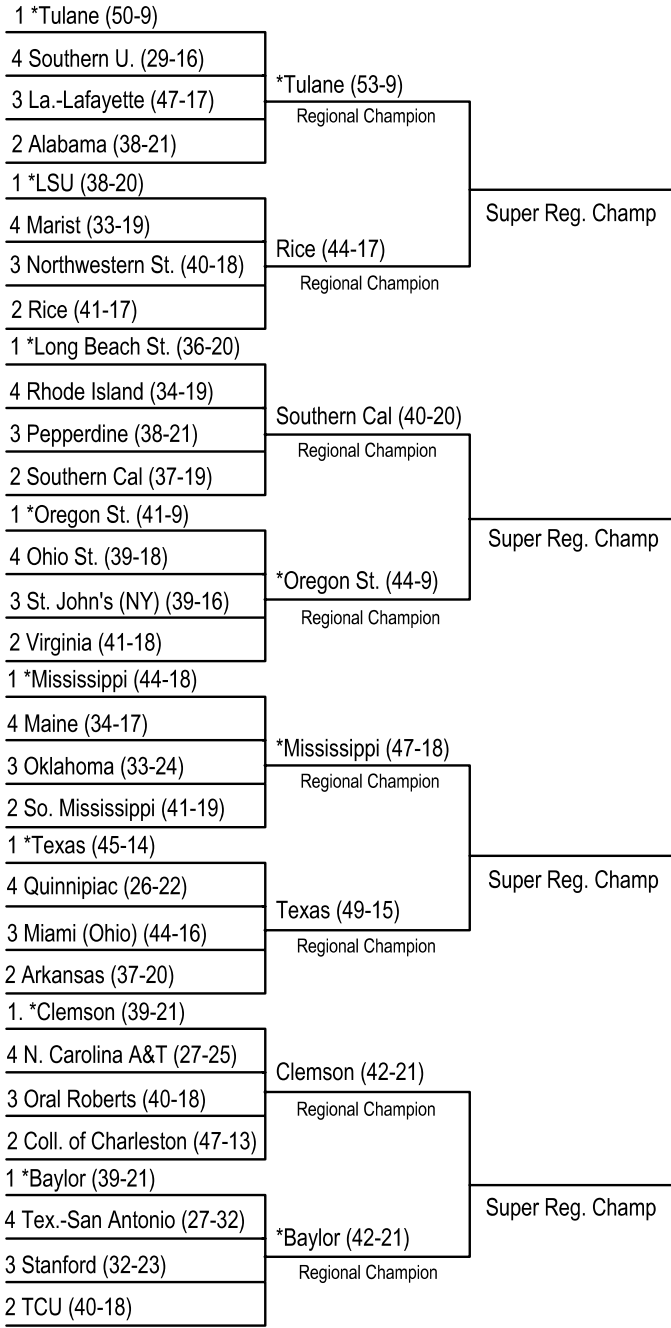 1 *Tulane (50-9)
4 Southern U. (29-16)
3 La.-Lafayette (47-17)
2 Alabama (38-21)
*Tulane (53-9)
Regional Champion
1 *LSU (38-20)
4 Marist (33-19)
3 Northwestern St. (40-18)
2 Rice (41-17)
Rice (44-17)
Regional Champion
Super Reg. Champ
1 *Long Beach St. (36-20)
4 Rhode Island (34-19)
3 Pepperdine (38-21)
2 Southern Cal (37-19)
Southern Cal (40-20)
Regional Champion
1 *Oregon St. (41-9)
4 Ohio St. (39-18)
3 St. John's (NY) (39-16)
2 Virginia (41-18)
*Oregon St. (44-9)
Regional Champion
Super Reg. Champ
1 *Mississippi (44-18)
4 Maine (34-17)
3 Oklahoma (33-24)
2 So. Mississippi (41-19)
*Mississippi (47-18)
Regional Champion
1 *Texas (45-14)
4 Quinnipiac (26-22)
3 Miami (Ohio) (44-16)
2 Arkansas (37-20)
Texas (49-15)
Regional Champion
Super Reg. Champ
1. *Clemson (39-21)
4 N. Carolina A&T (27-25)
3 Oral Roberts (40-18)
2 Coll. of Charleston (47-13)
Clemson (42-21)
Regional Champion
1 *Baylor (39-21)
4 Tex.-San Antonio (27-32)
3 Stanford (32-23)
2 TCU (40-18)
*Baylor (42-21)
Regional Champion
Super Reg. Champ